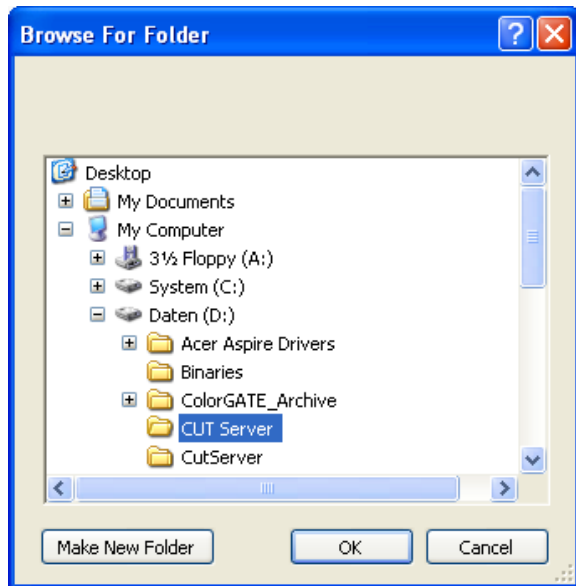 Browse For Folder
Desktop
My Documents
My Computer
3½ Floppy (A:)
System (C:)
Daten (D:)
Acer Aspire Drivers
Binaries
ColorGATE_Archive
CUT Server
CutServer
Make New Folder
OK
Cancel